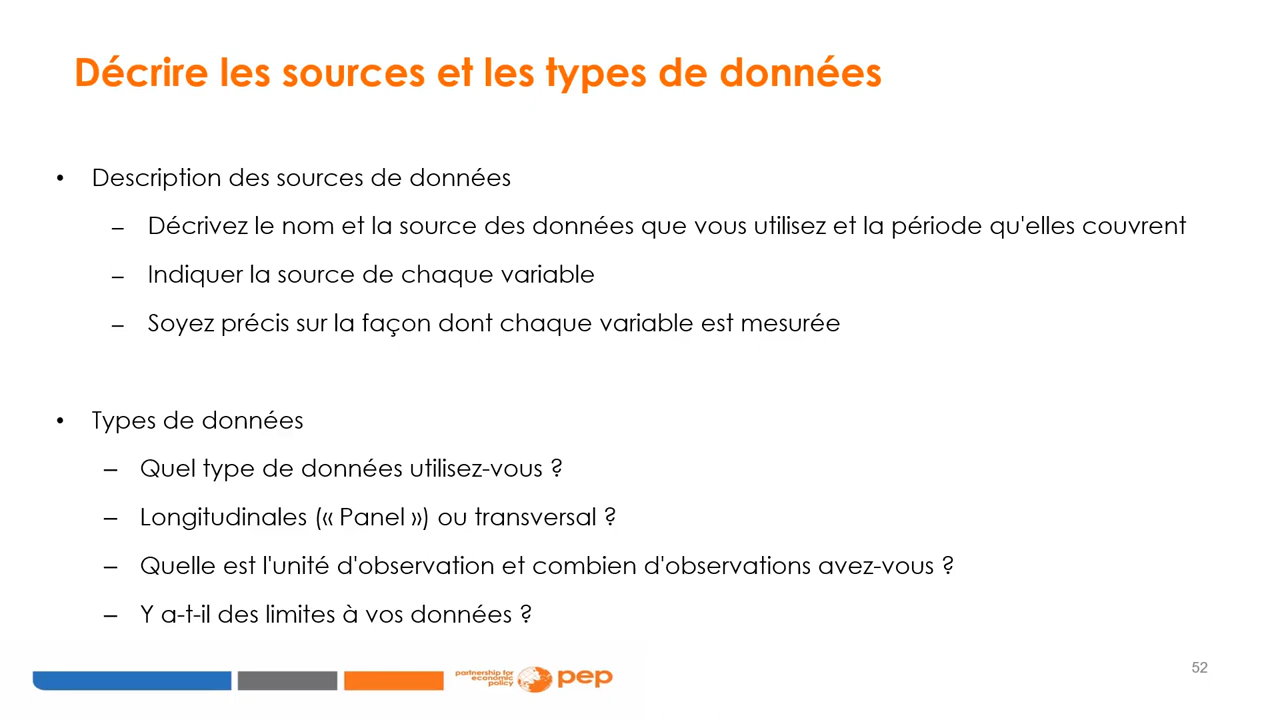 Décrire les sources et les types de données
• Description des sources de données
– Décrivez le nom et la source des données que vous utilisez et la période qu'elles couvrent
– Indiquer la source de chaque variable
– Soyez précis sur la façon dont chaque variable est mesurée
• Types de données
– Quel type de données utilisez-vous ?
– Longitudinales (« Panel ») ou transversal ?
– Quelle est l'unité d'observation et combien d'observations avez-vous ?
– Y a-t-il des limites à vos données ?
partnership for
economic
policy
pep
52